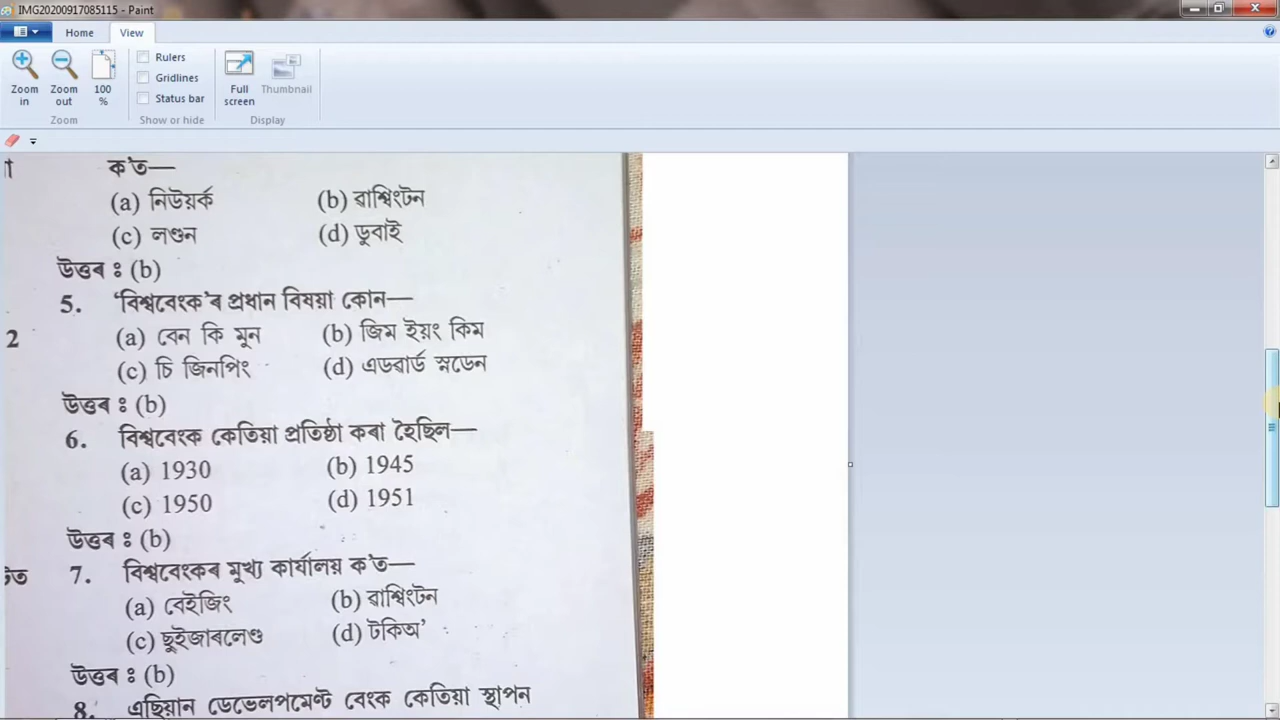 IMG20200917085115 - Paint
Home View
Zoom in Zoom out 100 % Rulers Gridlines Status bar Full screen Thumbnail
Zoom Show or hide Display
ক'ত—
(a) নিউয়ৰ্ক (b) ৱাশ্বিংটন
(c) লণ্ডন (d) ডুবাই
উত্তৰ : (b)
5. 'বিশ্ববেংক'ৰ প্ৰধান বিষয়া কোন—
(a) বেন কি মূন (b) জিম ইয়ং কিম
2
(c) চি জিনপিং (d) এডৱাৰ্ড স্নডেন
উত্তৰ : (b)
6. বিশ্ববেংক কেতিয়া প্ৰতিষ্ঠা কৰা হৈছিল—
(a) 1930 (b) 1945
(c) 1950 (d) 1951
উত্তৰ : (b)
7. বিশ্ববেংকৰ মুখ্য কাৰ্যালয় ক'ত—
(a) বেইজিং (b) ৱাশ্বিংটন
(c) ছুইজাৰলেণ্ড (d) টকিঅ'
উত্তৰ : (b)
8. এছিয়ান ডেভেলপমেণ্ট বেংক কেতিয়া স্থাপন